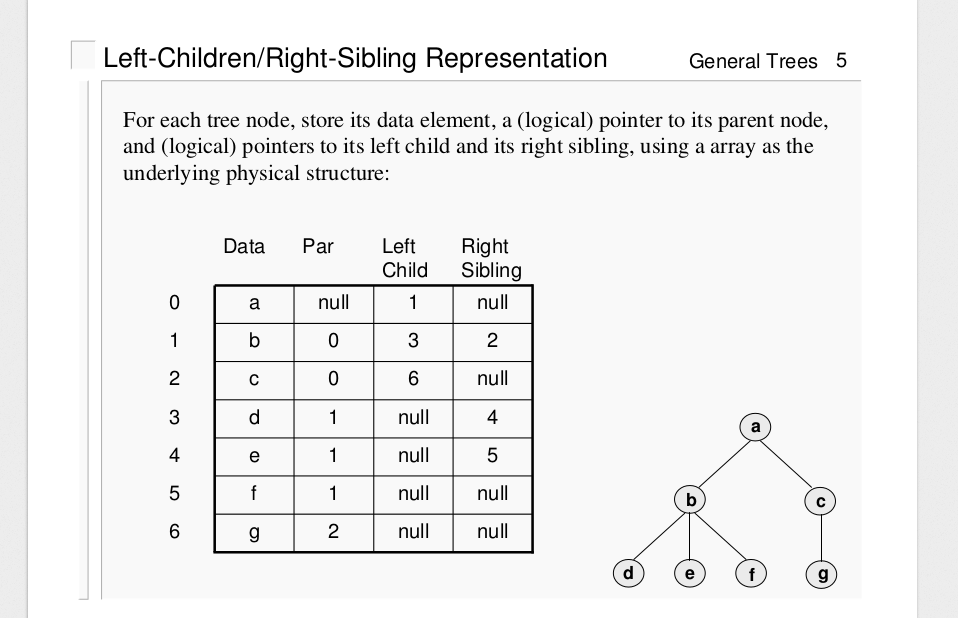 Left-Children/Right-Sibling Representation General Trees 5
For each tree node, store its data element, a (logical) pointer to its parent node,
and (logical) pointers to its left child and its right sibling, using a array as the
underlying physical structure:
Data Par Left Right
Child Sibling
0 a null 1 null
1 b 0 3 2
2 c 0 6 null
3 d 1 null 4
4 e 1 null 5
5 f 1 null null
6 g 2 null null
a
b c
d e f g